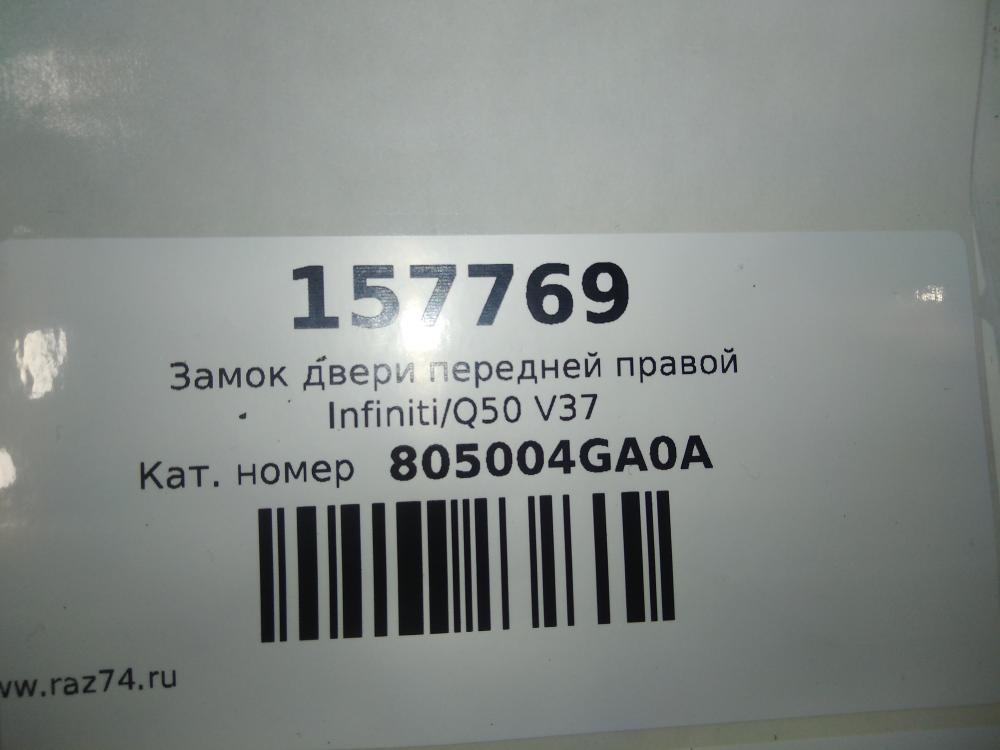 157769
Замок двери передней правой
Infiniti/Q50 V37
Кат. номер 805004GA0A
ww.raz74.ru